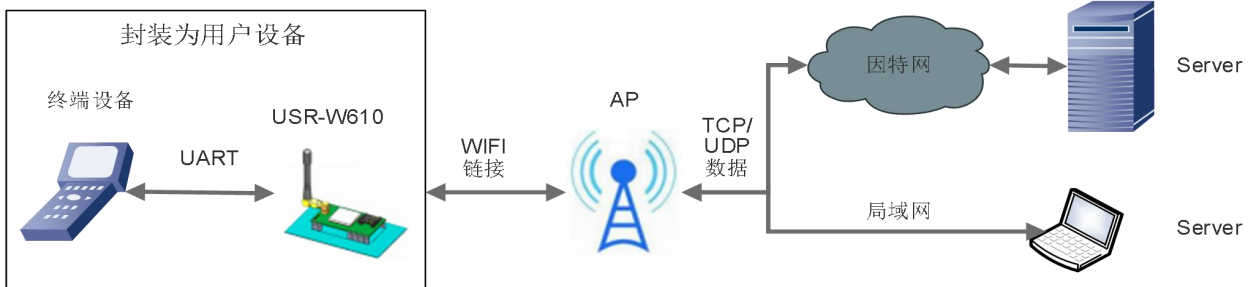 封装为用户设备
终端设备
USR-W610
UART
WIFI
链接
AP
TCP/
UDP
数据
因特网
Server
局域网
Server